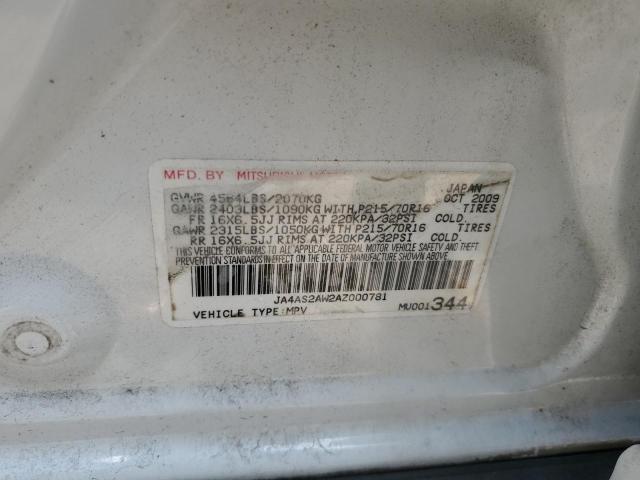 MFD. BY MITSUBISHI
JAPAN
GVWR 4564LBS/2070KG OCT 2009
GAWR 2403LBS/1090KG WITH P215/70R16 TIRES
FR 16X6.5JJ RIMS AT 220KPA/32PSI COLD.
GAWR 2315LBS/1050KG WITH P215/70R16 TIRES
RR 16X6.5JJ RIMS AT 220KPA/32PSI COLD.
THIS VEHICLE CONFORMS TO ALL APPLICABLE FEDERAL MOTOR VEHICLE SAFETY AND THEFT
PREVENTION STANDARDS IN EFFECT ON THE DATE OF MANUFACTURE SHOWN ABOVE.
JA4AS2AW2AZ000781
VEHICLE TYPE:MPV MU001344